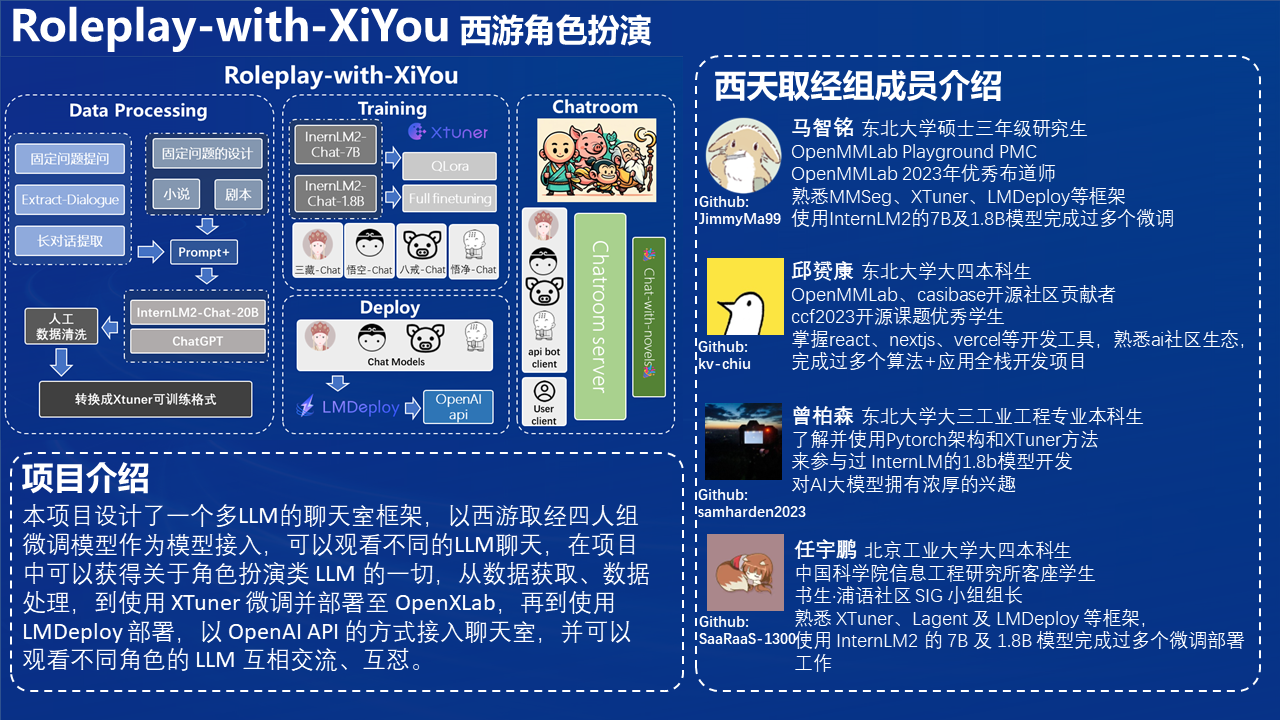 Roleplay-with-XiYou 西游角色扮演
Roleplay-with-XiYou
Data Processing
固定问题提问
Extract-Dialogue
长对话提取
固定问题的设计
小说
剧本
Prompt+
InternLM2-Chat-20B
ChatGPT
人工
数据清洗
转换成Xtuner可训练格式
Training
InernLM2-
Chat-7B
InernLM2-
Chat-1.8B
Xtuner
QLora
Full finetuning
三藏-Chat
悟空-Chat
八戒-Chat
悟净-Chat
Deploy
Chat Models
LMDeploy
OpenAI
api
Chatroom
api bot
client
User
client
Chatroom server
Chat-with-novels
项目介绍
本项目设计了一个多LLM的聊天室框架，以西游取经四人组
微调模型作为模型接入，可以观看不同的LLM聊天，在项目
中可以获得关于角色扮演类 LLM 的一切，从数据获取、数据
处理，到使用 XTuner 微调并部署至 OpenXLab，再到使用
LMDeploy 部署，以 OpenAI API 的方式接入聊天室，并可以
观看不同角色的 LLM 互相交流、互怼。
西天取经组成员介绍
马智铭 东北大学硕士三年级研究生
OpenMMLab Playground PMC
OpenMMLab 2023年优秀布道师
熟悉MMSeg、XTuner、LMDeploy等框架
使用InternLM2的7B及1.8B模型完成过多个微调
Github:
JimmyMa99
邱赟康 东北大学大四本科生
OpenMMLab、casibase开源社区贡献者
ccf2023开源课题优秀学生
掌握react、nextjs、vercel等开发工具，熟悉ai社区生态，
完成过多个算法+应用全栈开发项目
Github:
kv-chiu
曾柏森 东北大学大三工业工程专业本科生
了解并使用Pytorch架构和XTuner方法
来参与过 InternLM的1.8b模型开发
对AI大模型拥有浓厚的兴趣
Github:
samharden2023
任宇鹏 北京工业大学大四本科生
中国科学院信息工程研究所客座学生
书生·浦语社区 SIG 小组组长
熟悉 XTuner、Lagent 及 LMDeploy 等框架，
使用 InternLM2 的 7B 及 1.8B 模型完成过多个微调部署
工作
Github:
SaaRaaS-1300